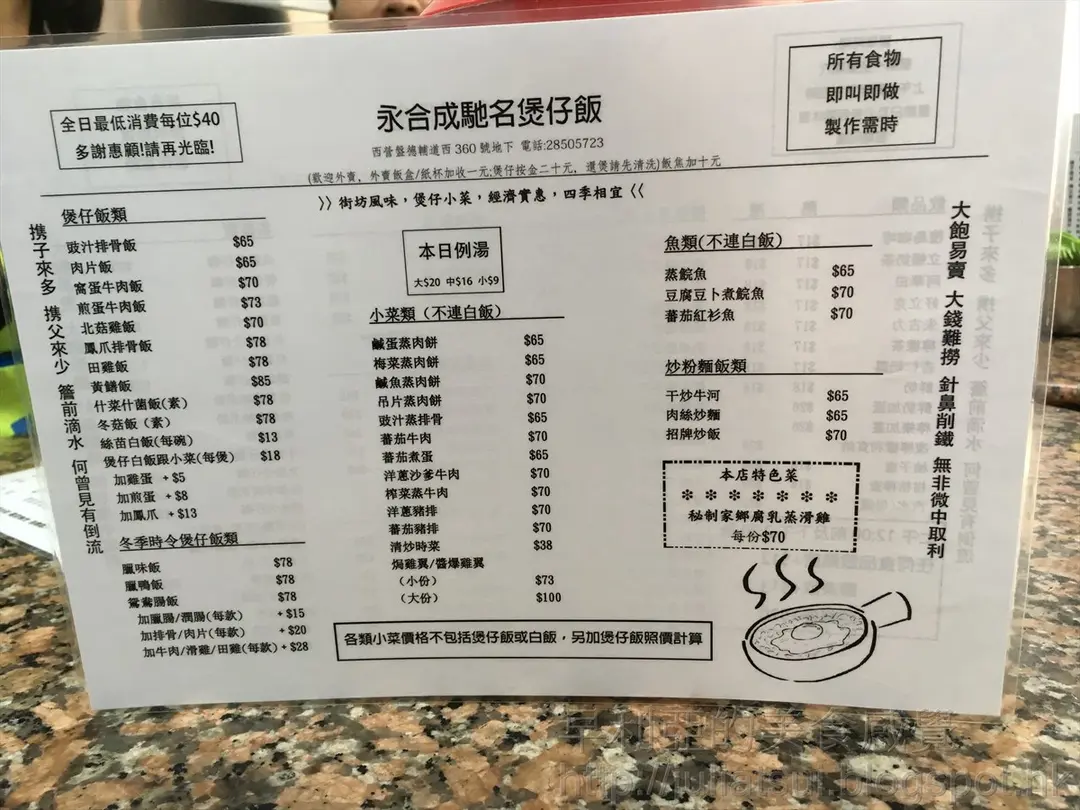 全日最低消費每位$40
多謝惠顧!請再光臨!
永合成馳名煲仔飯
西營盤德輔道西 360 號地下 電話:28505723
(歡迎外賣, 外賣飯盒/紙杯加收一元;煲仔按金二十元, 還煲請先清洗)飯焦加十元
所有食物
即叫即做
製作需時
》街坊風味,煲仔小菜,經濟實惠,四季相宜《
攜子來多 攜父來少 簷前滴水 何曾見有倒流
煲仔飯類
豉汁排骨飯 $65
肉片飯 $65
窩蛋牛肉飯 $70
煎蛋牛肉飯 $73
北菇雞飯 $70
鳳爪排骨飯 $78
田雞飯 $78
黃鱔飯 $85
什菜什菌飯(素) $78
冬菇飯(素) $78
絲苗白飯(每碗) $13
煲仔白飯跟小菜(每煲) $18
加雞蛋 +$5
加煎蛋 +$8
加鳳爪 +$13
冬季時令煲仔飯類
臘味飯 $78
臘鴨飯 $78
鴛鴦腸飯 $78
加臘腸/潤腸(每款) +$15
加排骨/肉片(每款) +$20
加牛肉/滑雞/田雞(每款)+$28
本日例湯
大$20 中$16 小$9
小菜類(不連白飯)
鹹蛋蒸肉餅 $65
梅菜蒸肉餅 $65
鹹魚蒸肉餅 $70
吊片蒸肉餅 $70
豉汁蒸排骨 $65
蕃茄牛肉 $70
蕃茄煮蛋 $65
洋蔥沙爹牛肉 $70
榨菜蒸牛肉 $70
洋蔥豬排 $70
蕃茄豬排 $70
清炒時菜 $38
焗雞翼/醬爆雞翼
(小份) $73
(大份) $100
魚類(不連白飯)
蒸鯇魚 $65
豆腐豆卜煮鯇魚 $70
蕃茄紅衫魚 $70
炒粉麵飯類
干炒牛河 $65
肉絲炒麵 $65
招牌炒飯 $70
本店特色菜
* * * * * * *
秘制家鄉腐乳蒸滑雞
每份$70
大飽易賣 大錢難撈 針鼻削鐵 無非微中取利
各類小菜價格不包括煲仔飯或白飯,另加煲仔飯照價計算
早利亞的美食感覺